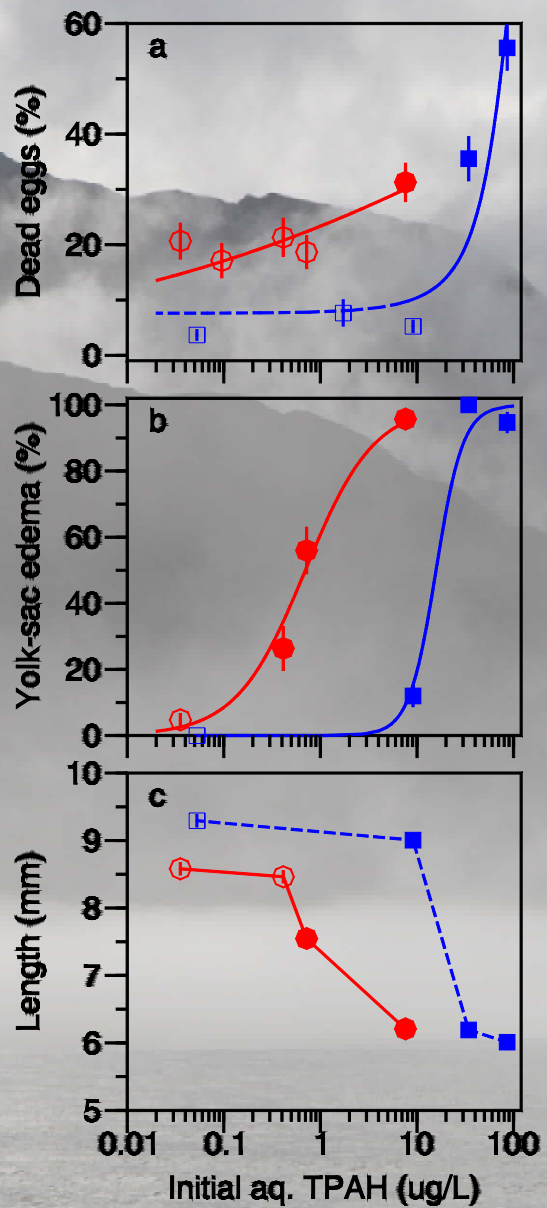 a
60
40
20
0
Dead eggs (%)
b
100
80
60
40
20
0
Yolk-sac edema (%)
c
10
9
8
7
6
5
Length (mm)
0.01 0.1 1 10 100
Initial aq. TPAH (ug/L)